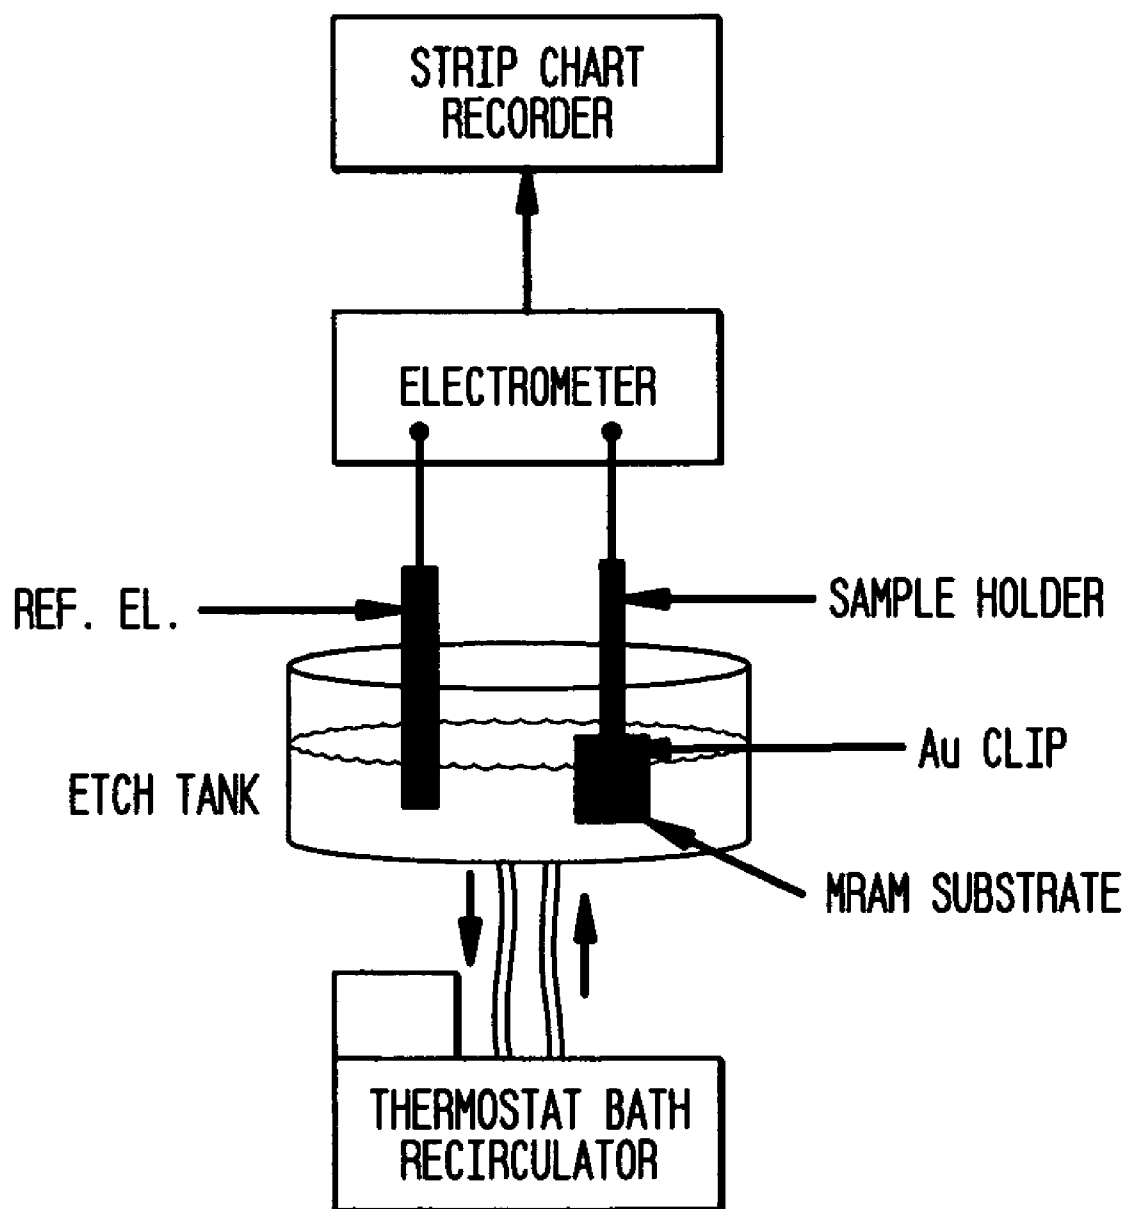 STRIP CHART
RECORDER
ELECTROMETER
REF. EL.
SAMPLE HOLDER
Au CLIP
ETCH TANK
MRAM SUBSTRATE
THERMOSTAT BATH
RECIRCULATOR